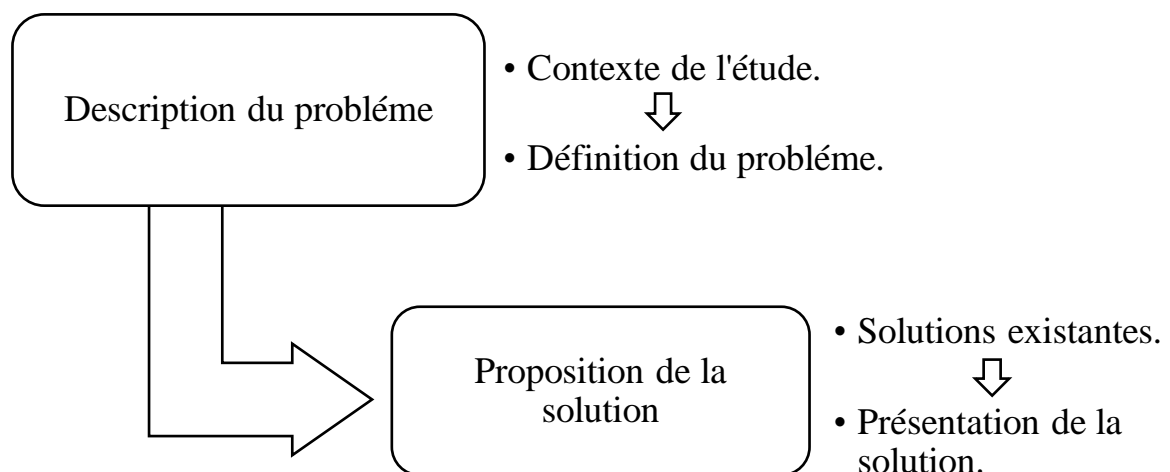 Description du probléme
• Contexte de l'étude.
• Définition du probléme.
Proposition de la
solution
• Solutions existantes.
• Présentation de la
solution.